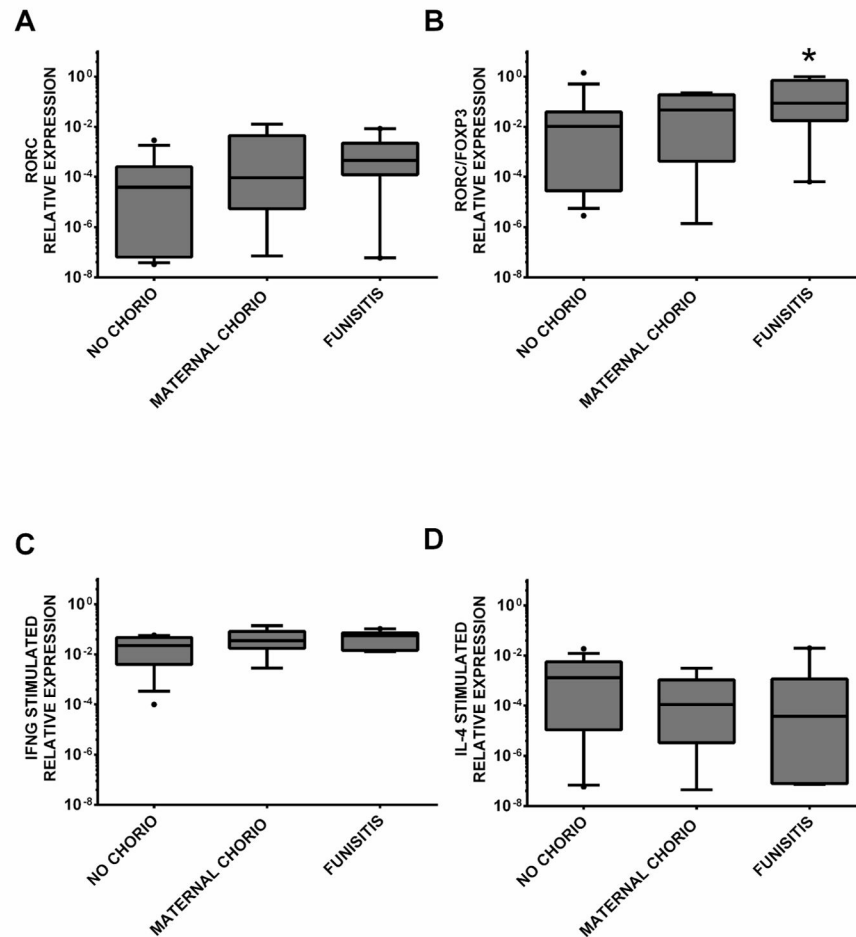 A
RORC
RELATIVE EXPRESSION
10^0
10^-2
10^-4
10^-6
10^-8
NO CHORIO
MATERNAL CHORIO
FUNISITIS
B
RORC/FOXP3
RELATIVE EXPRESSION
10^0
10^-2
10^-4
10^-6
10^-8
*
NO CHORIO
MATERNAL CHORIO
FUNISITIS
C
IFNG STIMULATED
RELATIVE EXPRESSION
10^0
10^-2
10^-4
10^-6
10^-8
NO CHORIO
MATERNAL CHORIO
FUNISITIS
D
IL-4 STIMULATED
RELATIVE EXPRESSION
10^0
10^-2
10^-4
10^-6
10^-8
NO CHORIO
MATERNAL CHORIO
FUNISITIS